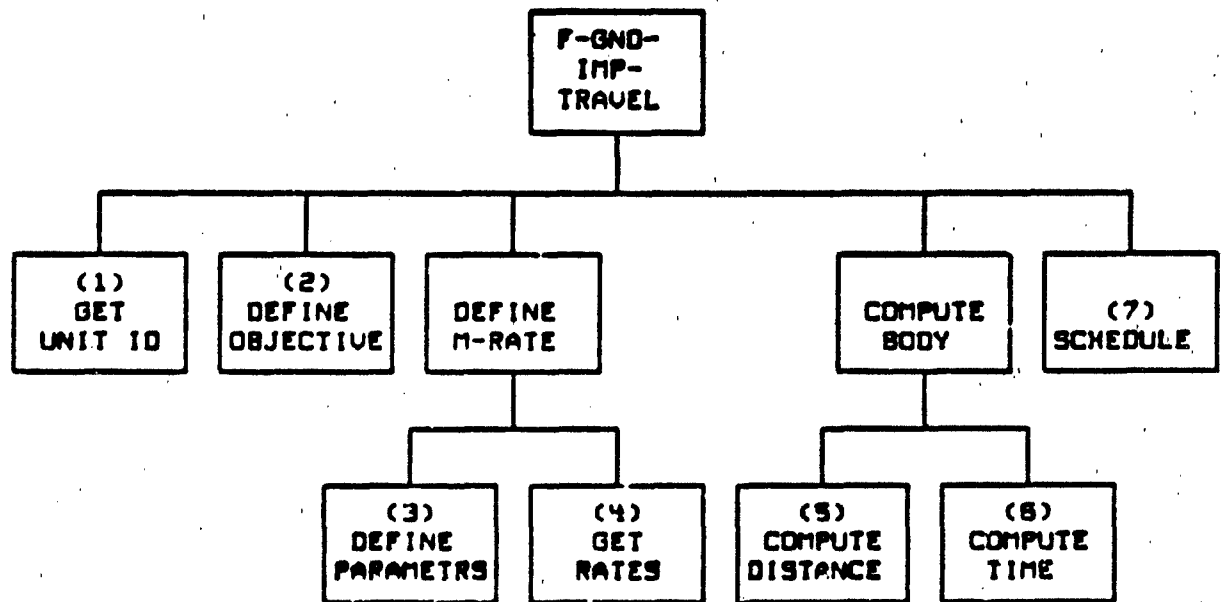 F-GND-
IMP-
TRAVEL
(1)
GET
UNIT ID
(2)
DEFINE
OBJECTIVE
DEFINE
M-RATE
COMPUTE
BODY
(7)
SCHEDULE
(3)
DEFINE
PARAMETRS
(4)
GET
RATES
(5)
COMPUTE
DISTANCE
(6)
COMPUTE
TIME